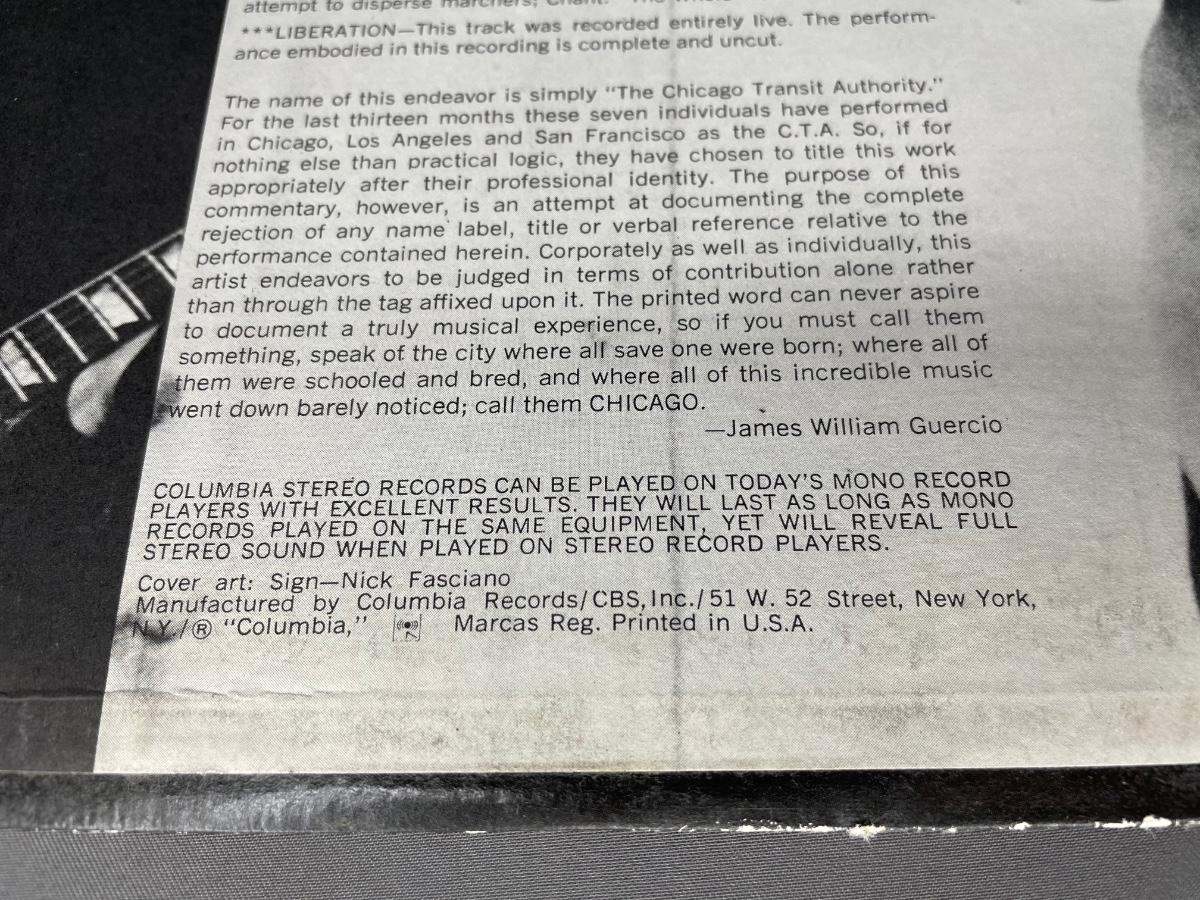 attempt to disperse marchers; Chant: "The Whole
***LIBERATION—This track was recorded entirely live. The perform-
ance embodied in this recording is complete and uncut.
The name of this endeavor is simply "The Chicago Transit Authority."
For the last thirteen months these seven individuals have performed
in Chicago, Los Angeles and San Francisco as the C.T.A. So, if for
nothing else than practical logic, they have chosen to title this work
appropriately after their professional identity. The purpose of this
commentary, however, is an attempt at documenting the complete
rejection of any name label, title or verbal reference relative to the
performance contained herein. Corporately as well as individually, this
artist endeavors to be judged in terms of contribution alone rather
than through the tag affixed upon it. The printed word can never aspire
to document a truly musical experience, so if you must call them
something, speak of the city where all save one were born; where all of
them were schooled and bred, and where all of this incredible music
went down barely noticed; call them CHICAGO.
—James William Guercio
COLUMBIA STEREO RECORDS CAN BE PLAYED ON TODAY'S MONO RECORD
PLAYERS WITH EXCELLENT RESULTS. THEY WILL LAST AS LONG AS MONO
RECORDS PLAYED ON THE SAME EQUIPMENT, YET WILL REVEAL FULL
STEREO SOUND WHEN PLAYED ON STEREO RECORD PLAYERS.
Cover art: Sign—Nick Fasciano
Manufactured by Columbia Records/CBS, Inc./51 W. 52 Street, New York,
N.Y./® "Columbia," Marcas Reg. Printed in U.S.A.